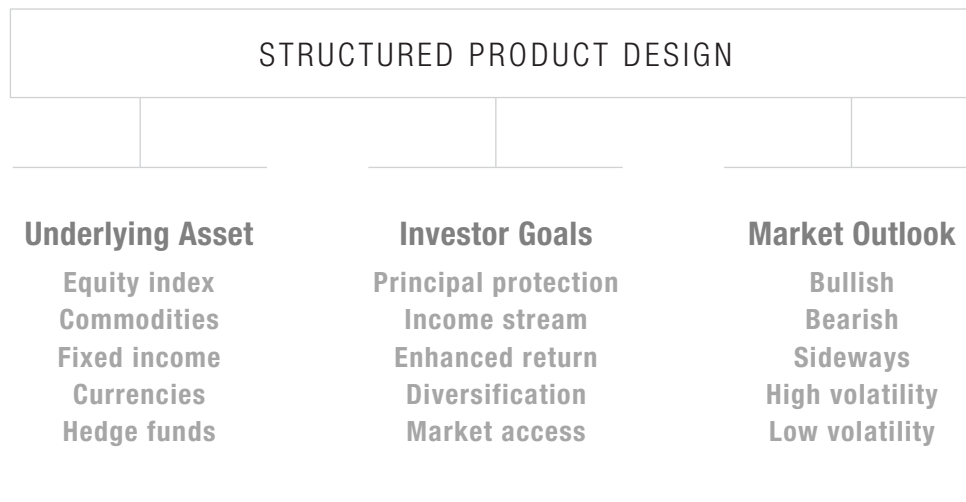 STRUCTURED PRODUCT DESIGN
Underlying Asset
Equity index
Commodities
Fixed income
Currencies
Hedge funds
Investor Goals
Principal protection
Income stream
Enhanced return
Diversification
Market access
Market Outlook
Bullish
Bearish
Sideways
High volatility
Low volatility